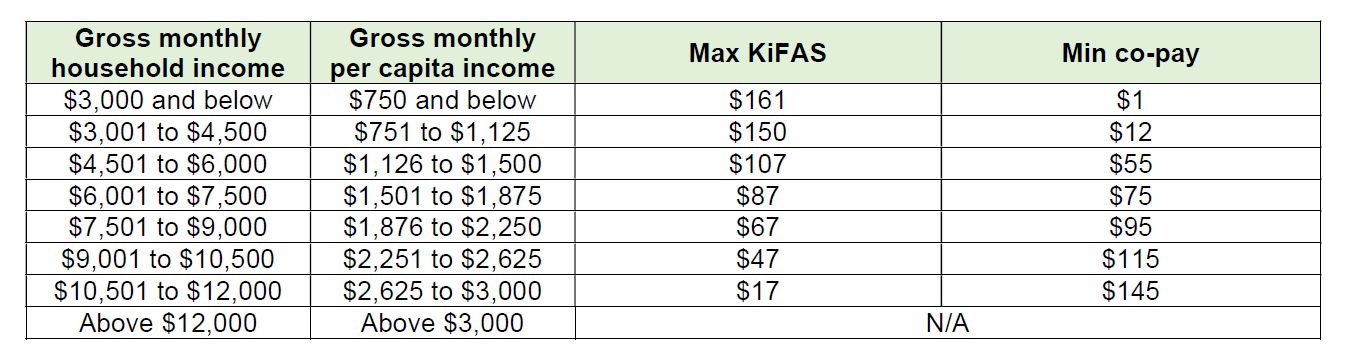 Gross monthly household income | Gross monthly per capita income | Max KiFAS | Min co-pay
$3,000 and below | $750 and below | $161 | $1
$3,001 to $4,500 | $751 to $1,125 | $150 | $12
$4,501 to $6,000 | $1,126 to $1,500 | $107 | $55
$6,001 to $7,500 | $1,501 to $1,875 | $87 | $75
$7,501 to $9,000 | $1,876 to $2,250 | $67 | $95
$9,001 to $10,500 | $2,251 to $2,625 | $47 | $115
$10,501 to $12,000 | $2,625 to $3,000 | $17 | $145
Above $12,000 | Above $3,000 | N/A